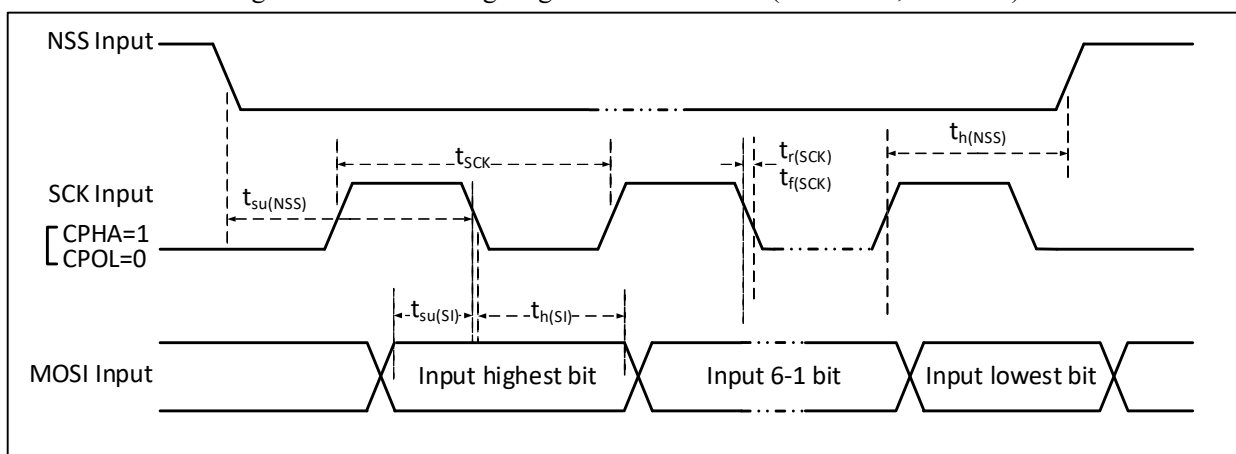 NSS Input
t_h(NSS)
t_SCK
t_r(SCK)
t_f(SCK)
SCK Input
t_su(NSS)
CPHA=1
CPOL=0
t_su(SI)
t_h(SI)
MOSI Input
Input highest bit
Input 6-1 bit
Input lowest bit